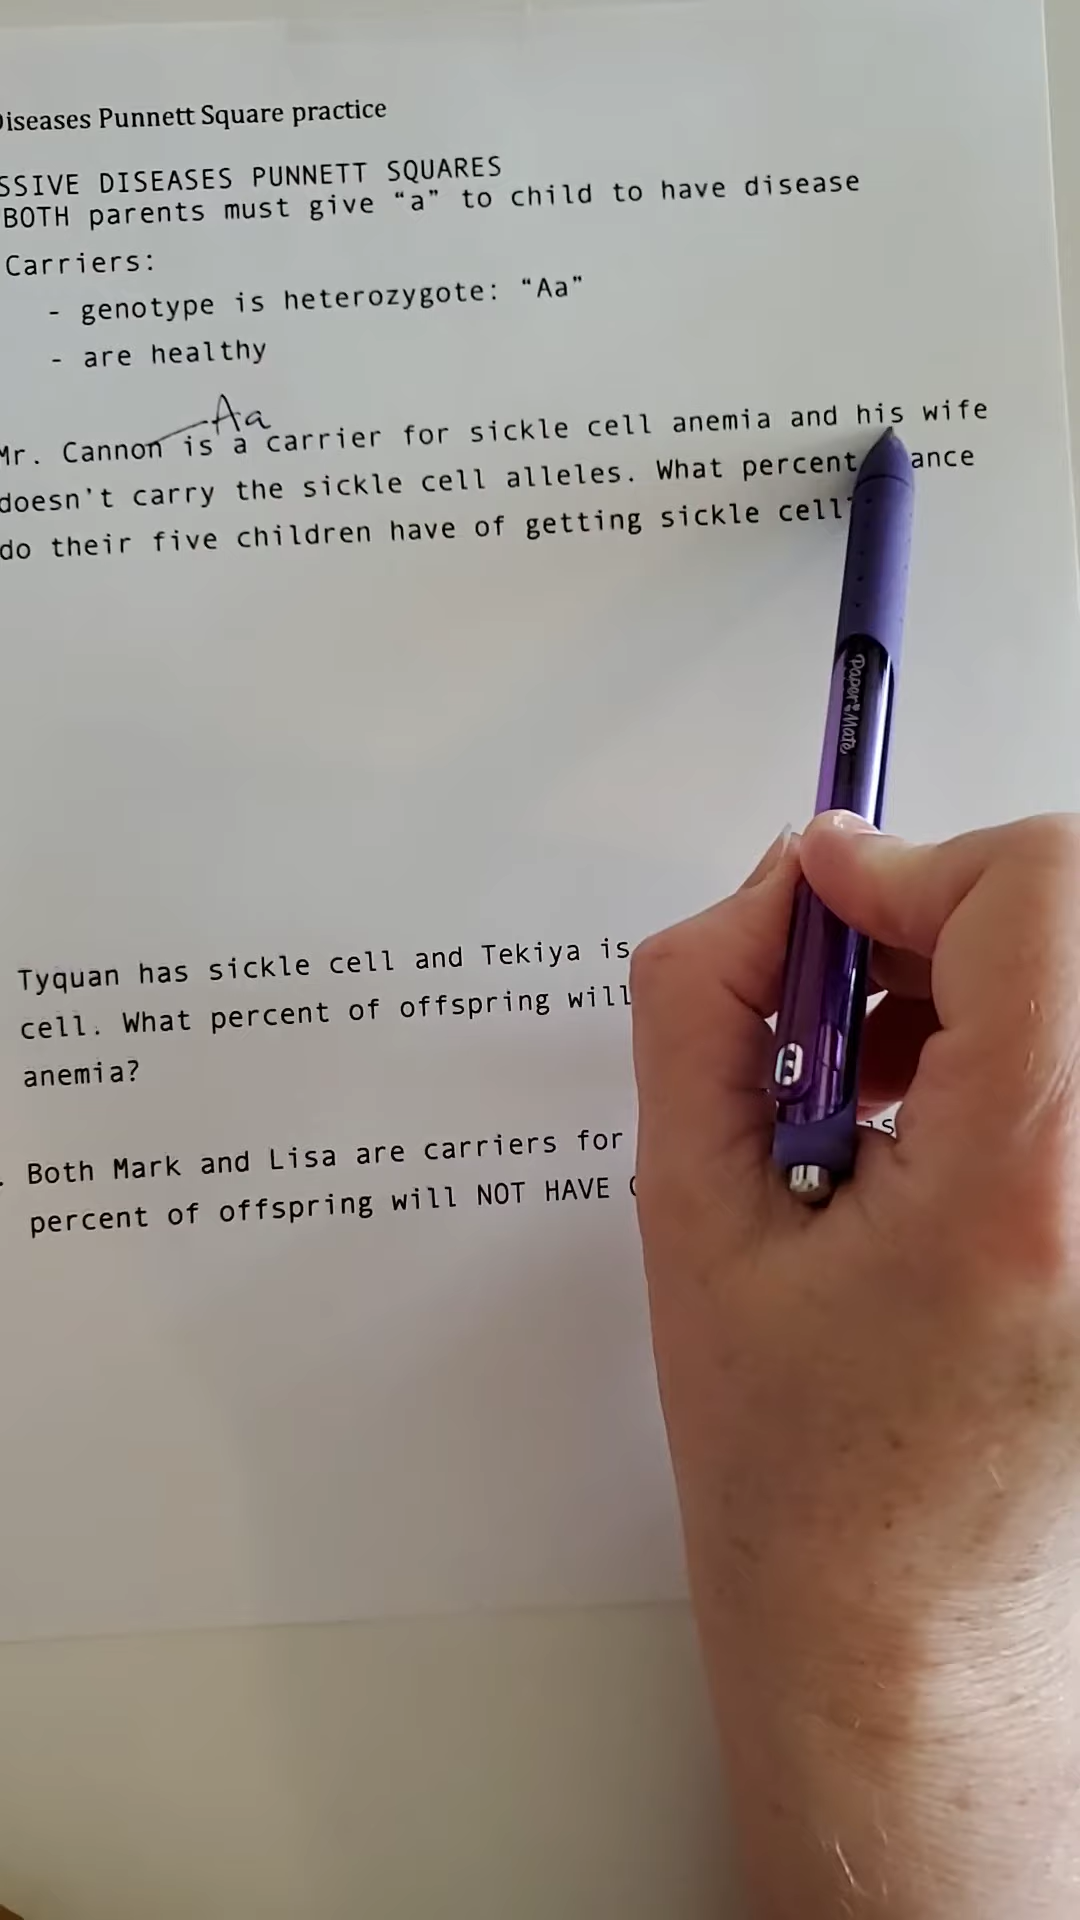 Diseases Punnett Square practice
SSIVE DISEASES PUNNETT SQUARES
BOTH parents must give “a” to child to have disease
Carriers:
- genotype is heterozygote: “Aa”
- are healthy
Aa
Mr. Cannon is a carrier for sickle cell anemia and his wife
doesn't carry the sickle cell alleles. What percent ance
do their five children have of getting sickle cell
Paper Mate
Tyquan has sickle cell and Tekiya is
cell. What percent of offspring will
anemia?
Both Mark and Lisa are carriers for is
percent of offspring will NOT HAVE